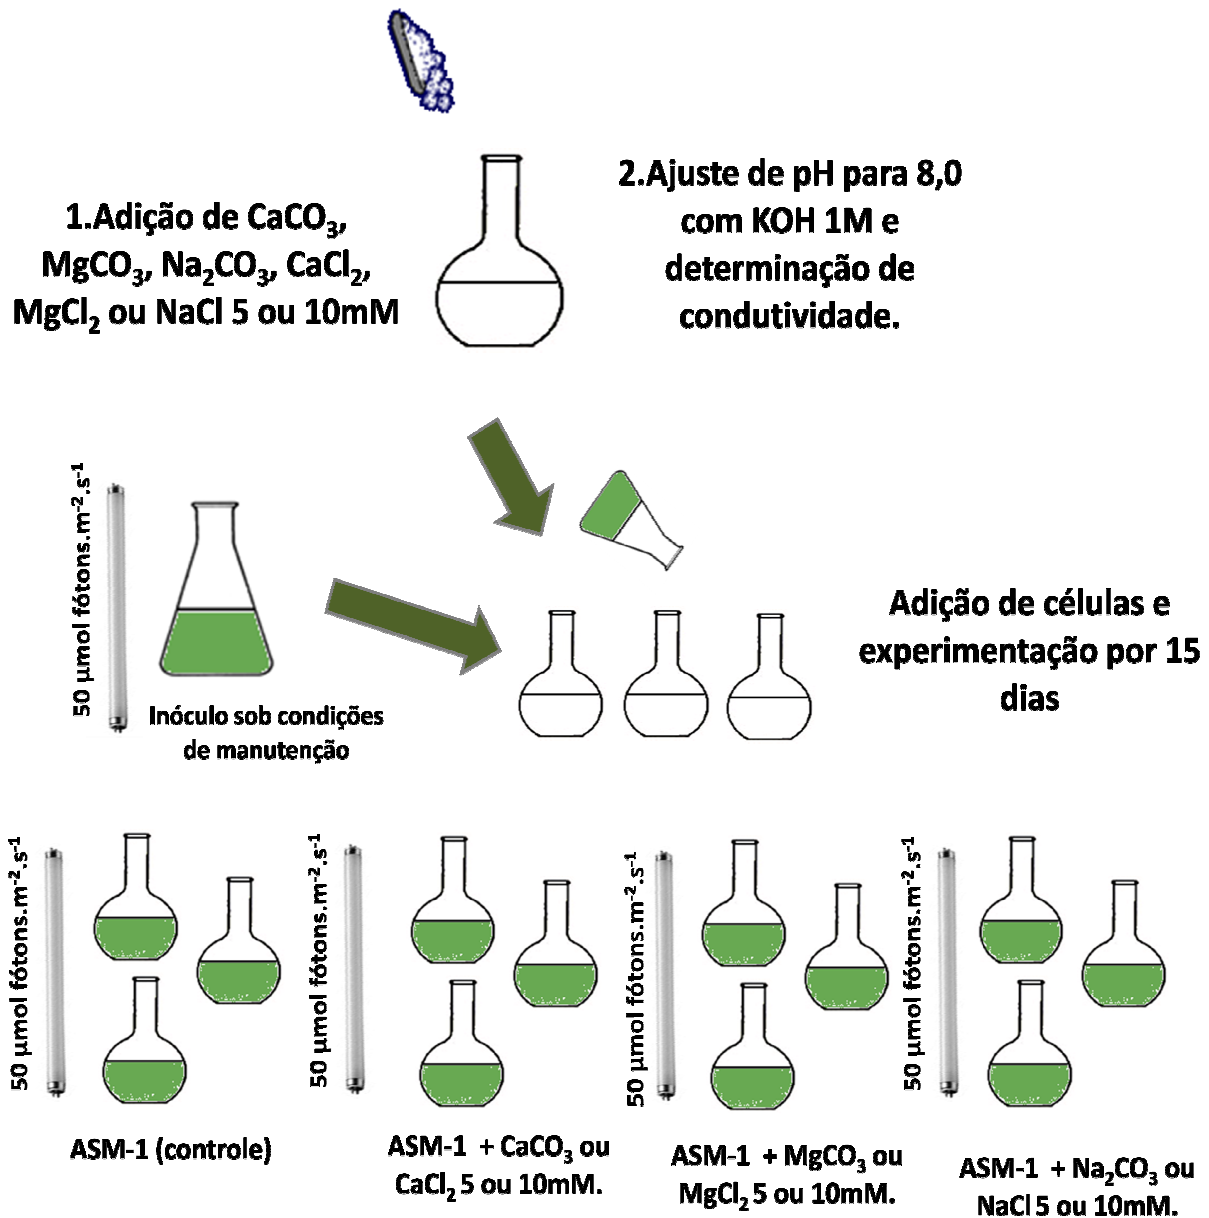 1.Adição de CaCO₃,
MgCO₃, Na₂CO₃, CaCl₂,
MgCl₂ ou NaCl 5 ou 10mM
2.Ajuste de pH para 8,0
com KOH 1M e
determinação de
condutividade.
50 µmol fótons.m⁻².s⁻¹
Inóculo sob condições
de manutenção
Adição de células e
experimentação por 15
dias
50 µmol fótons.m⁻².s⁻¹
ASM-1 (controle)
50 µmol fótons.m⁻².s⁻¹
ASM-1 + CaCO₃ ou
CaCl₂ 5 ou 10mM.
50 µmol fótons.m⁻².s⁻¹
ASM-1 + MgCO₃ ou
MgCl₂ 5 ou 10mM.
50 µmol fótons.m⁻².s⁻¹
ASM-1 + Na₂CO₃ ou
NaCl 5 ou 10mM.